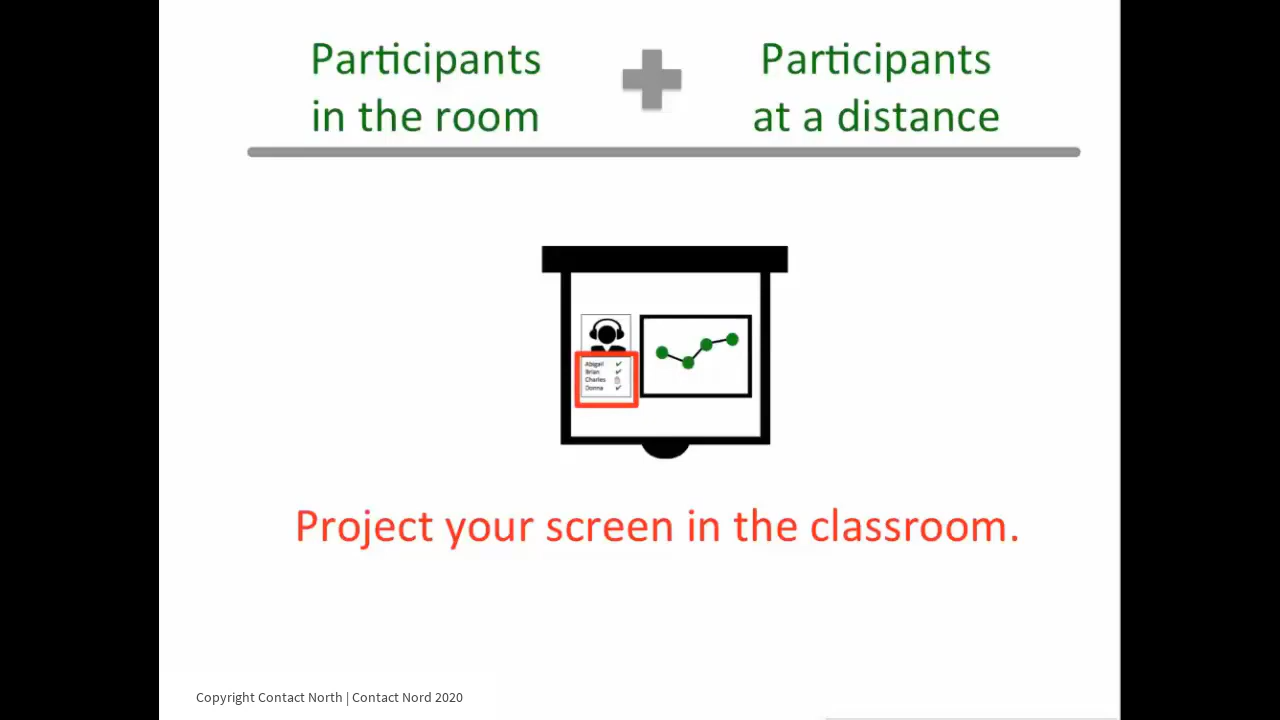 Participants
in the room
Participants
at a distance
Abigail
Brian
Charles
Donna
Project your screen in the classroom.
Copyright Contact North | Contact Nord 2020